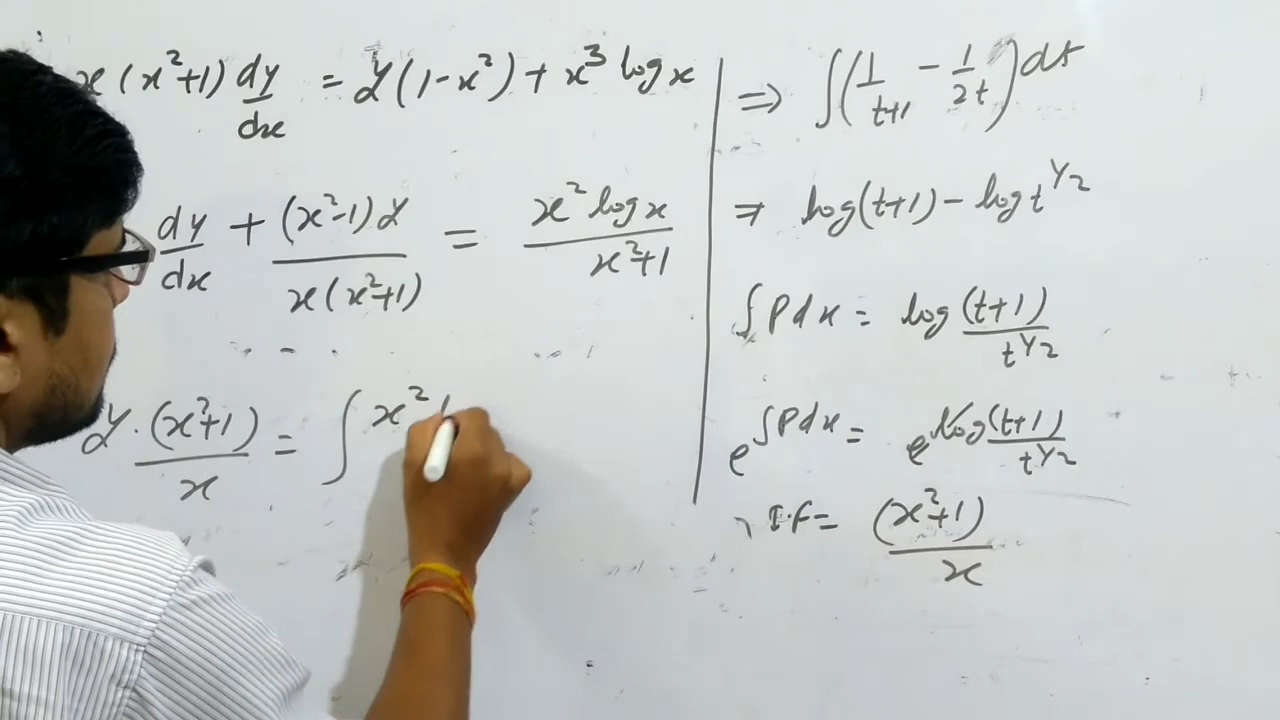 x(x²+1) dy/dx = y(1-x²) + x³ log x
dy/dx + (x²-1)y / x(x²+1) = x² log x / x²+1
y · (x²+1)/x = ∫ x²
⇒ ∫(1/t+1 - 1/2t) dt
⇒ log(t+1) - log t^1/2
∫Pdx = log (t+1)/t^1/2
e^∫Pdx = e^log (t+1)/t^1/2
I.F = (x²+1)/x